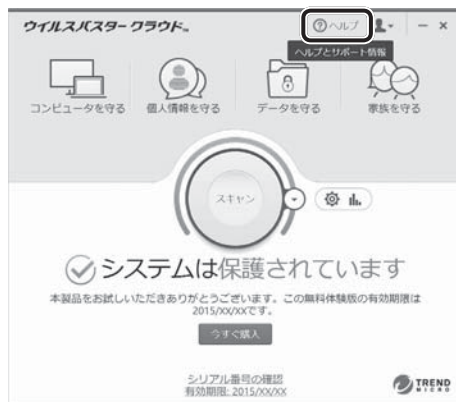 ウイルスバスター クラウド™
ヘルプ
ヘルプとサポート情報
コンピュータを守る
個人情報を守る
データを守る
家族を守る
スキャン
システムは保護されています
本製品をお試しいただきありがとうございます。この無料体験版の有効期限は
2015/XX/XXです。
今すぐ購入
シリアル番号の確認
有効期限: 2015/XX/XX
TREND
MICRO